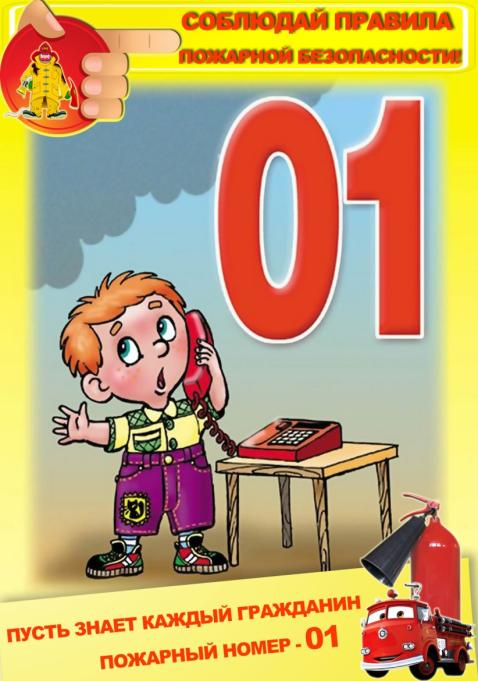 СОБЛЮДАЙ ПРАВИЛА
ПОЖАРНОЙ БЕЗОПАСНОСТИ!
01
ПУСТЬ ЗНАЕТ КАЖДЫЙ ГРАЖДАНИН
ПОЖАРНЫЙ НОМЕР - 01